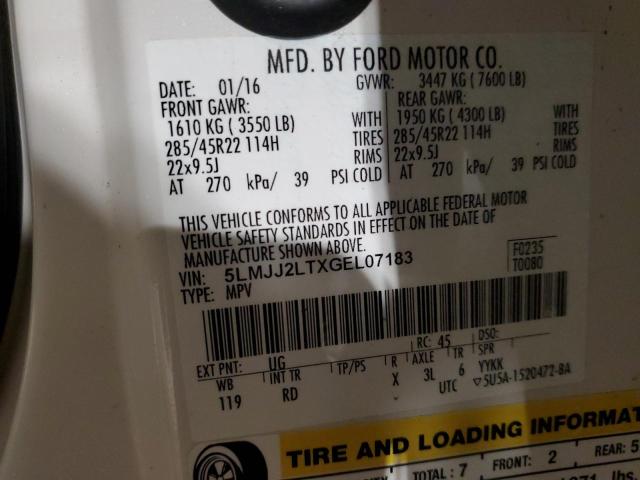 MFD. BY FORD MOTOR CO.
DATE: 01/16 GVWR: 3447 KG ( 7600 LB)
FRONT GAWR: REAR GAWR:
1610 KG ( 3550 LB) WITH 1950 KG ( 4300 LB) WITH
285/45R22 114H TIRES 285/45R22 114H TIRES
22x9.5J RIMS 22x9.5J RIMS
AT 270 kPa/ 39 PSI COLD AT 270 kPa/ 39 PSI COLD
THIS VEHICLE CONFORMS TO ALL APPLICABLE FEDERAL MOTOR
VEHICLE SAFETY STANDARDS IN EFFECT ON THE DATE OF
MANUFACTURE SHOWN ABOVE.
VIN: 5LMJJ2LTXGEL07183 F0235
TYPE: MPV T0080
EXT PNT: UG RC: 45 DSO:
WB INT TR TP/PS R AXLE TR SPR
119 RD X 3L 6 YYKK
UTC ▽5U5A-1520472-BA
TIRE AND LOADING INFORMAT
TOTAL: 7 FRONT: 2 REAR: 5
lbs